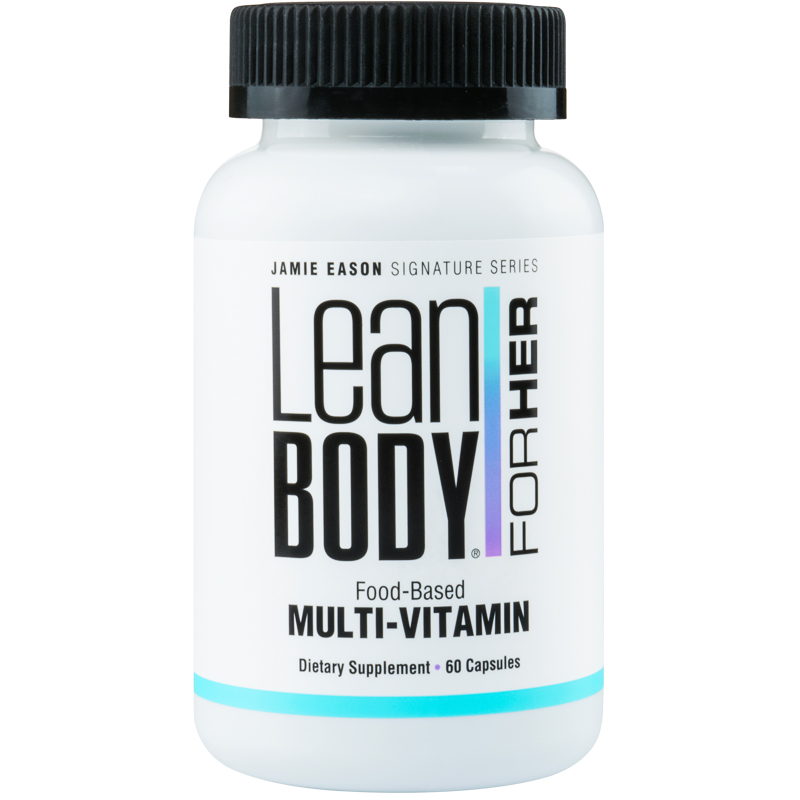 JAMIE EASON SIGNATURE SERIES
Lean
BODY®
FOR HER
Food-Based
MULTI-VITAMIN
Dietary Supplement • 60 Capsules